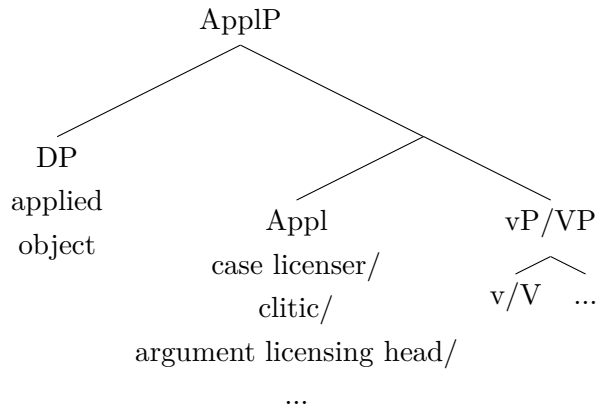 ApplP
DP
applied
object
Appl
case licenser/
clitic/
argument licensing head/
...
vP/VP
v/V ...